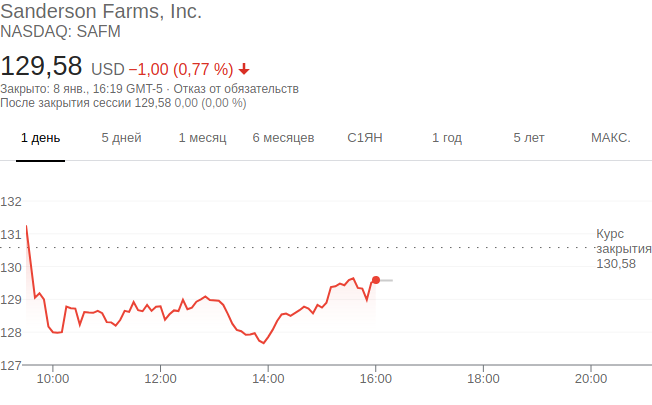 Sanderson Farms, Inc.
NASDAQ: SAFM
129,58 USD −1,00 (0,77 %)
Закрыто: 8 янв., 16:19 GMT-5 · Отказ от обязательств
После закрытия сессии 129,58 0,00 (0,00 %)
1 день 5 дней 1 месяц 6 месяцев С1ЯН 1 год 5 лет МАКС.
132
131
130
129
128
127
Курс
закрытия
130,58
10:00 12:00 14:00 16:00 18:00 20:00